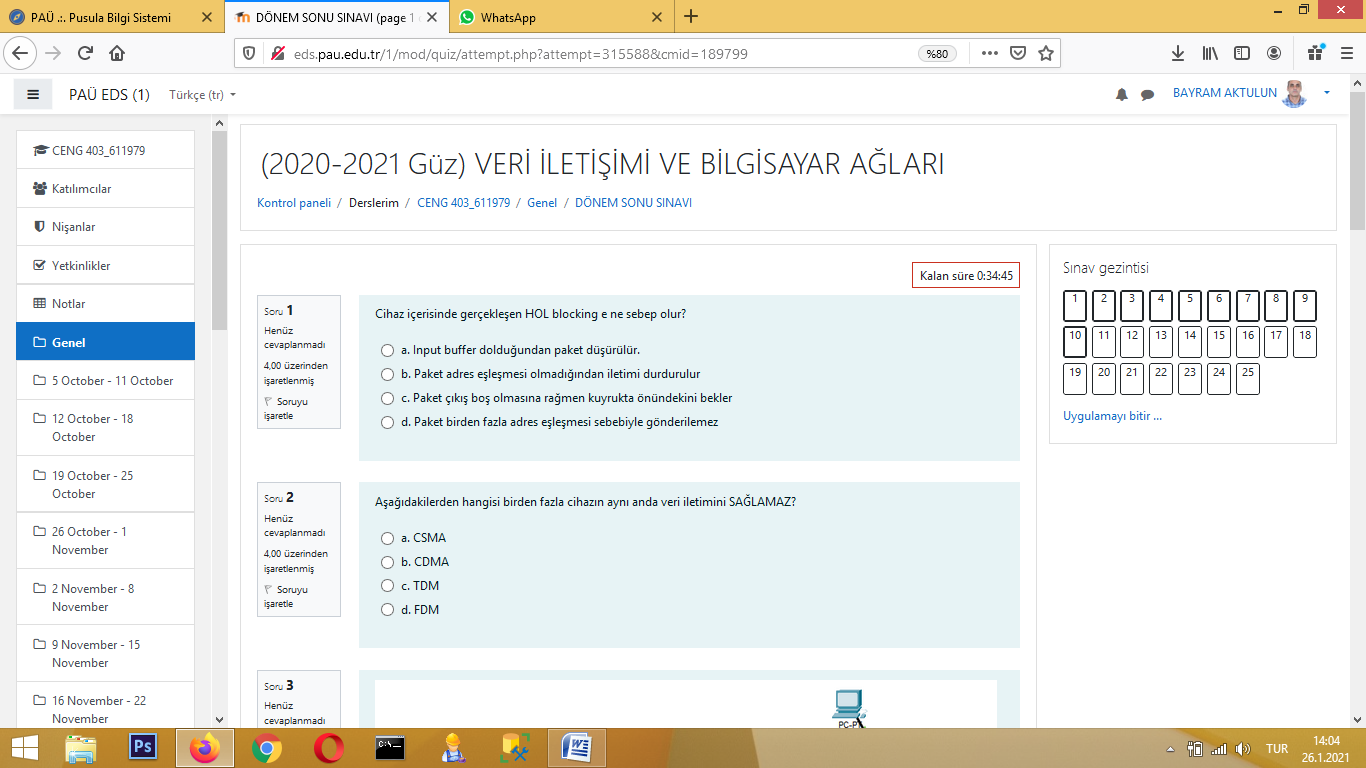 PAÜ .:. Pusula Bilgi Sistemi
DÖNEM SONU SINAVI (page 1
WhatsApp
eds.pau.edu.tr/1/mod/quiz/attempt.php?attempt=315588&cmid=189799
%80
PAÜ EDS (1)
Türkçe (tr)
BAYRAM AKTULUN
CENG 403_611979
Katılımcılar
Nişanlar
Yetkinlikler
Notlar
Genel
5 October - 11 October
12 October - 18
October
19 October - 25
October
26 October - 1
November
2 November - 8
November
9 November - 15
November
16 November - 22
November
(2020-2021 Güz) VERİ İLETİŞİMİ VE BİLGİSAYAR AĞLARI
Kontrol paneli / Derslerim / CENG 403_611979 / Genel / DÖNEM SONU SINAVI
Kalan süre 0:34:45
Soru 1
Henüz
cevaplanmadı
4,00 üzerinden
işaretlenmiş
Soruyu
işaretle
Cihaz içerisinde gerçekleşen HOL blocking e ne sebep olur?
a. Input buffer dolduğundan paket düşürülür.
b. Paket adres eşleşmesi olmadığından iletimi durdurulur
c. Paket çıkış boş olmasına rağmen kuyrukta önündekini bekler
d. Paket birden fazla adres eşleşmesi sebebiyle gönderilemez
Soru 2
Henüz
cevaplanmadı
4,00 üzerinden
işaretlenmiş
Soruyu
işaretle
Aşağıdakilerden hangisi birden fazla cihazın aynı anda veri iletimini SAĞLAMAZ?
a. CSMA
b. CDMA
c. TDM
d. FDM
Soru 3
Henüz
cevaplanmadı
PC-PT
Sınav gezintisi
1 2 3 4 5 6 7 8 9
10 11 12 13 14 15 16 17 18
19 20 21 22 23 24 25
Uygulamayı bitir ...
Ps
C:\_
TUR
14:04
26.1.2021